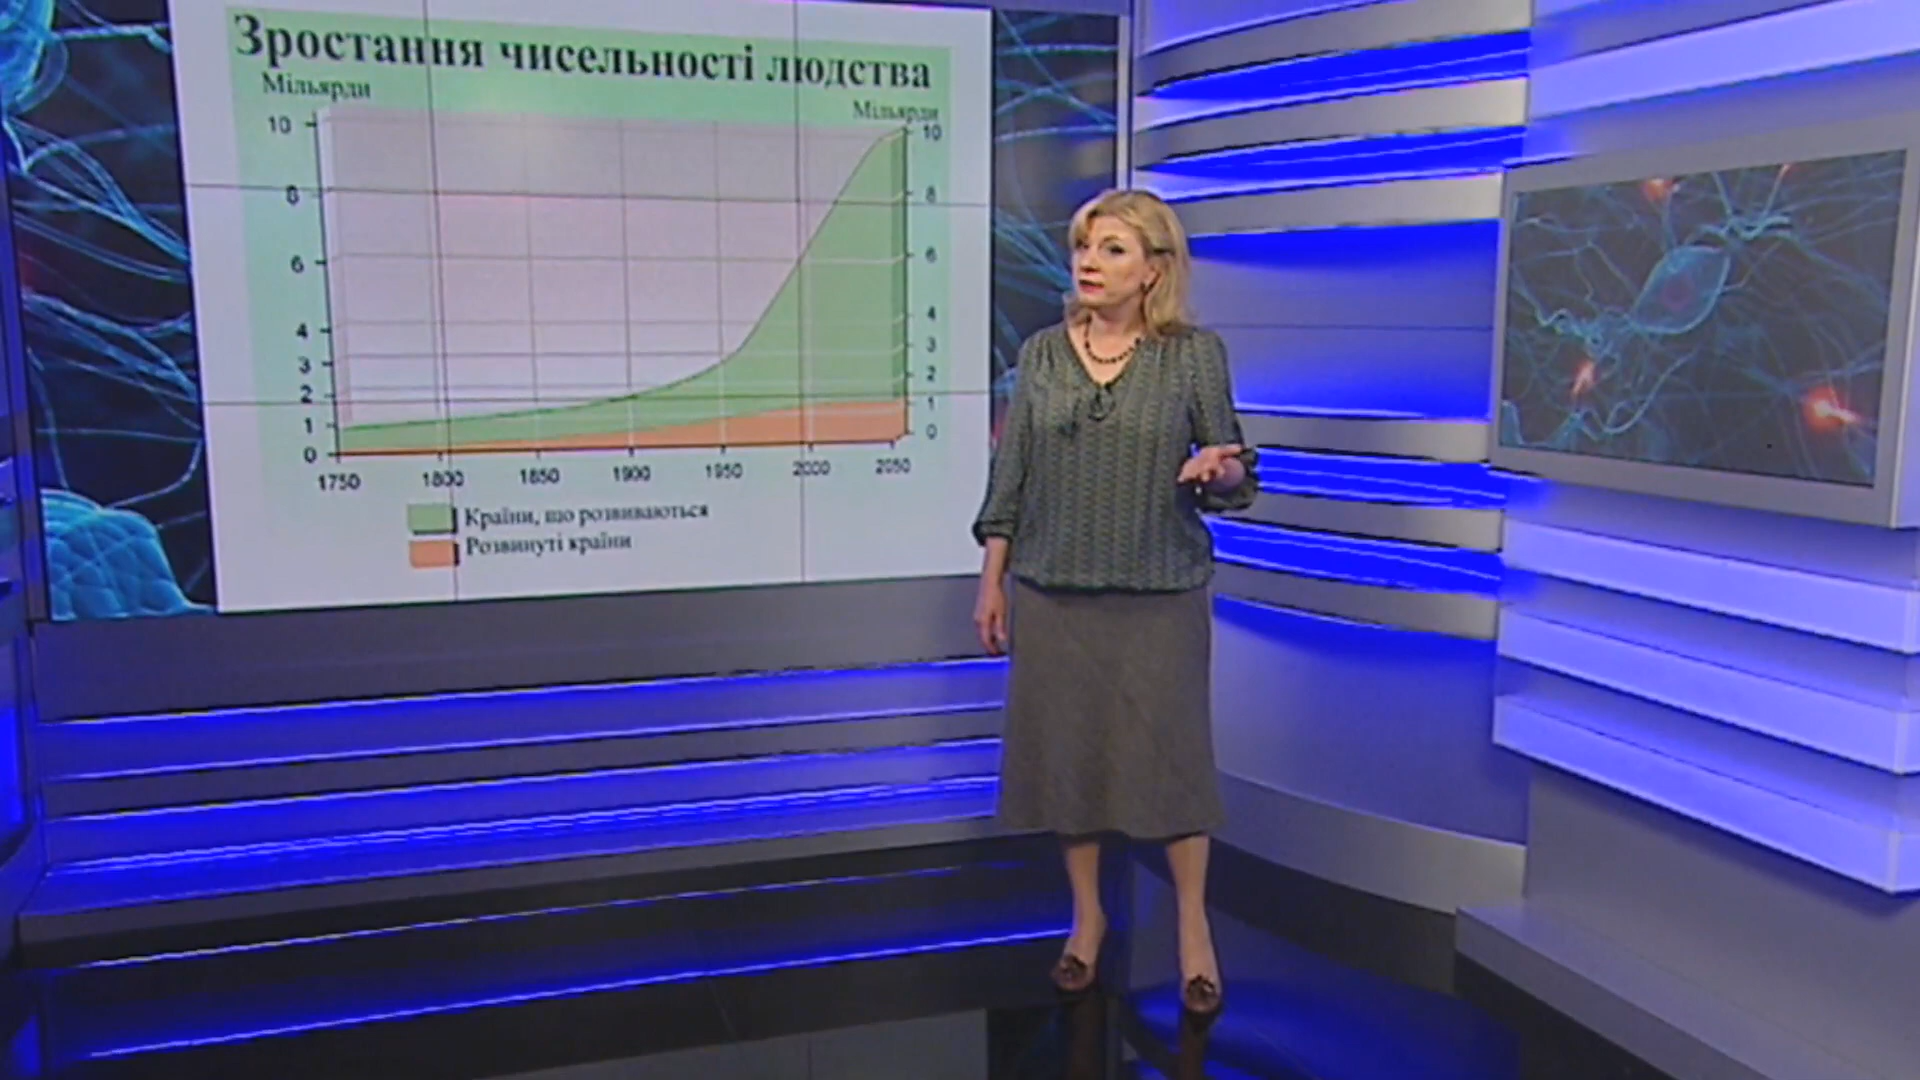 Зростання чисельності людства
Мільярди
Мільярди
10
8
6
4
3
2
1
0
10
8
6
4
3
2
1
0
1750 1800 1850 1900 1950 2000 2050
Країни, що розвиваються
Розвинуті країни